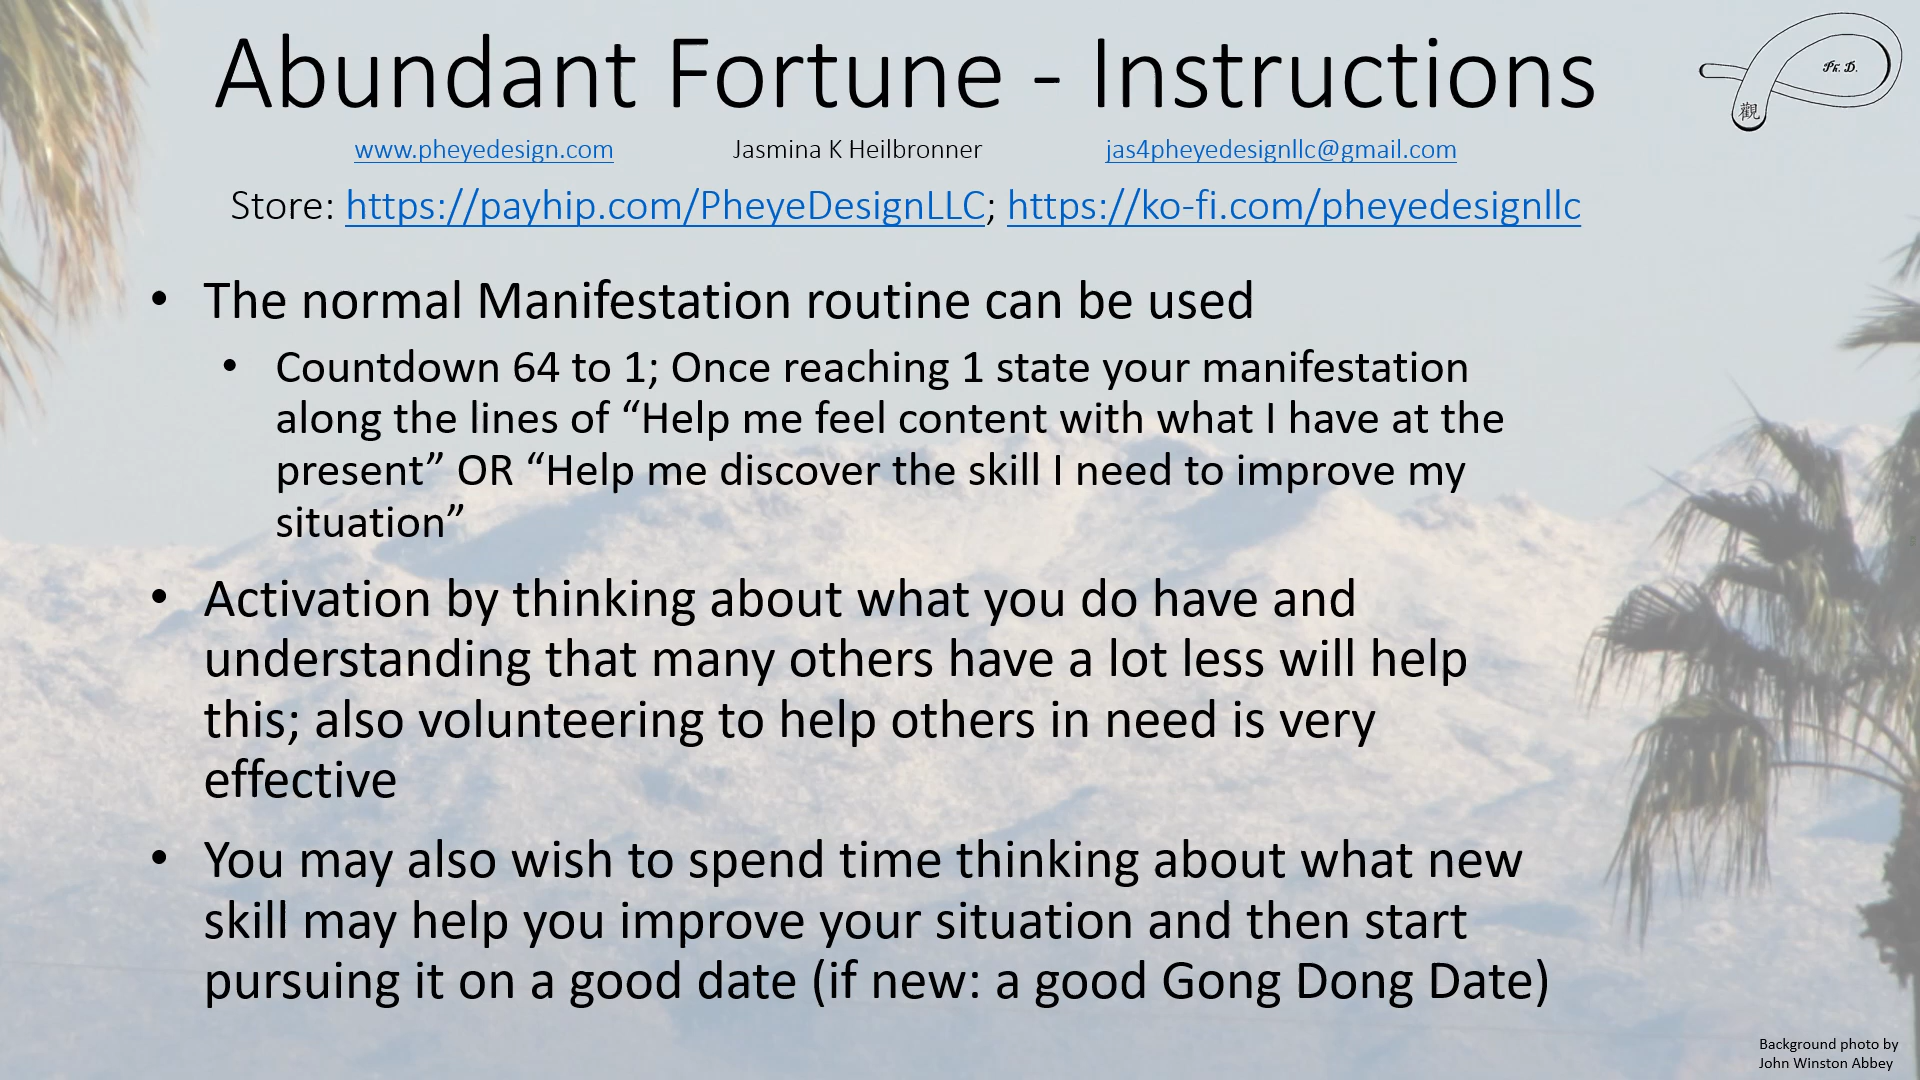 Abundant Fortune - Instructions
Ph. D.
觀
www.pheyedesign.com Jasmina K Heilbronner jas4pheyedesignllc@gmail.com
Store: https://payhip.com/PheyeDesignLLC; https://ko-fi.com/pheyedesignllc
• The normal Manifestation routine can be used
• Countdown 64 to 1; Once reaching 1 state your manifestation
along the lines of “Help me feel content with what I have at the
present” OR “Help me discover the skill I need to improve my
situation”
• Activation by thinking about what you do have and
understanding that many others have a lot less will help
this; also volunteering to help others in need is very
effective
• You may also wish to spend time thinking about what new
skill may help you improve your situation and then start
pursuing it on a good date (if new: a good Gong Dong Date)
Background photo by
John Winston Abbey